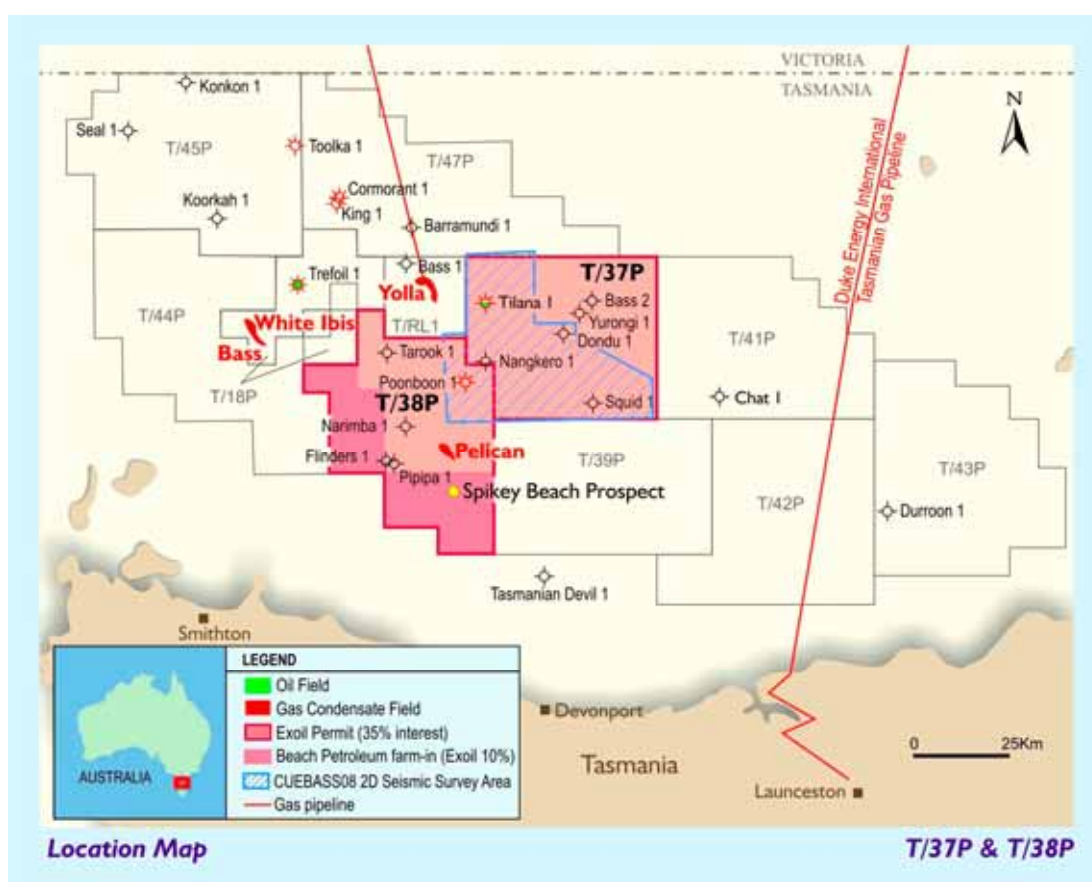 VICTORIA
TASMANIA
N
Konkon 1
Seal 1
T/45P
Toolka 1
T/47P
Cormorant 1
King 1
Koorkah 1
Barramundi 1
Duke Energy International
Tasmanian Gas Pipeline
Bass 1
Trefoil 1
T/37P
Yolla
Tilana 1
Bass 2
Yurongi 1
Dondu 1
T/44P
White Ibis
Bass
T/RL1
T/41P
Tarook 1
Nangkero 1
Poonboon 1
T/18P
T/38P
Squid 1
Chat 1
Narimba 1
Flinders 1
Pelican
Pipipa 1
T/39P
T/43P
Spikey Beach Prospect
T/42P
Durroon 1
Tasmanian Devil 1
Smithton
LEGEND
Oil Field
Gas Condensate Field
Exoil Permit (35% interest)
Beach Petroleum farm-in (Exoil 10%)
CUEBASS08 2D Seismic Survey Area
Gas pipeline
AUSTRALIA
Devonport
Tasmania
0 25Km
Launceston
Location Map
T/37P & T/38P